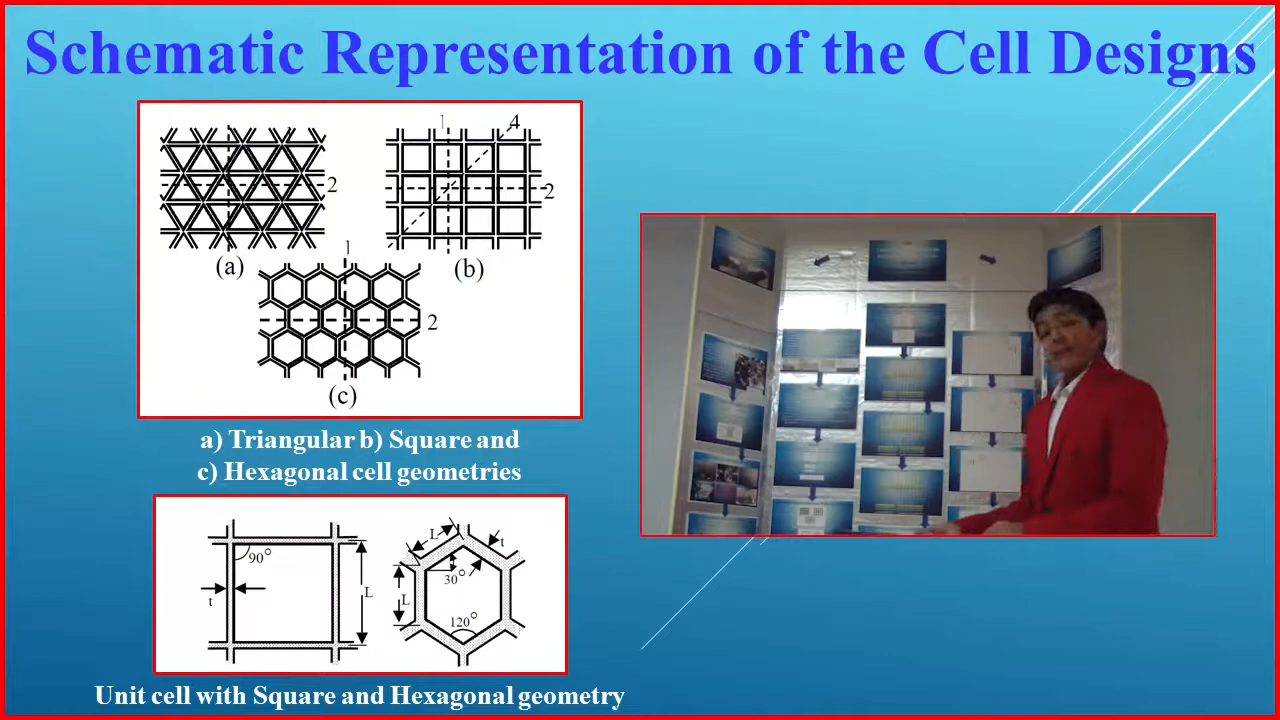 Schematic Representation of the Cell Designs
2
(a)
1
4
2
(b)
1
2
(c)
a) Triangular b) Square and
c) Hexagonal cell geometries
90°
t
L
L
t
30°
L
120°
Unit cell with Square and Hexagonal geometry